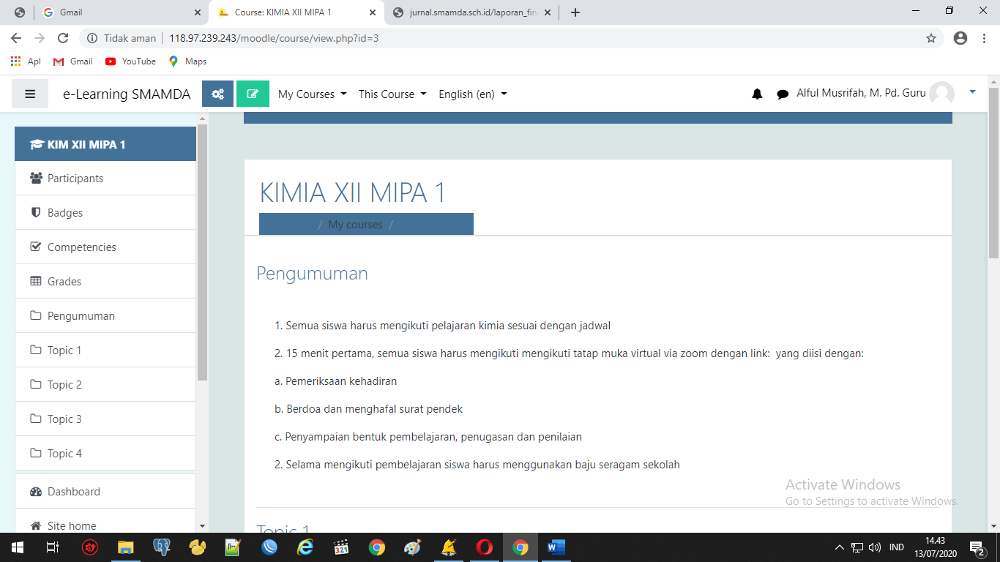 Gmail
Course: KIMIA XII MIPA 1
jurnal.smamda.sch.id/laporan_fin
Tidak aman
118.97.239.243/moodle/course/view.php?id=3
Apl
Gmail
YouTube
Maps
e-Learning SMAMDA
My Courses
This Course
English (en)
Alful Musrifah, M. Pd. Guru
KIM XII MIPA 1
Participants
Badges
Competencies
Grades
Pengumuman
Topic 1
Topic 2
Topic 3
Topic 4
Dashboard
Site home
KIMIA XII MIPA 1
/ My courses /
Pengumuman
1. Semua siswa harus mengikuti pelajaran kimia sesuai dengan jadwal
2. 15 menit pertama, semua siswa harus mengikuti mengikuti tatap muka virtual via zoom dengan link:  yang diisi dengan:
a. Pemeriksaan kehadiran
b. Berdoa dan menghafal surat pendek
c. Penyampaian bentuk pembelajaran, penugasan dan penilaian
2. Selama mengikuti pembelajaran siswa harus menggunakan baju seragam sekolah
Topic 1
Activate Windows
Go to Settings to activate Windows.
321
IND
14.43
13/07/2020
2